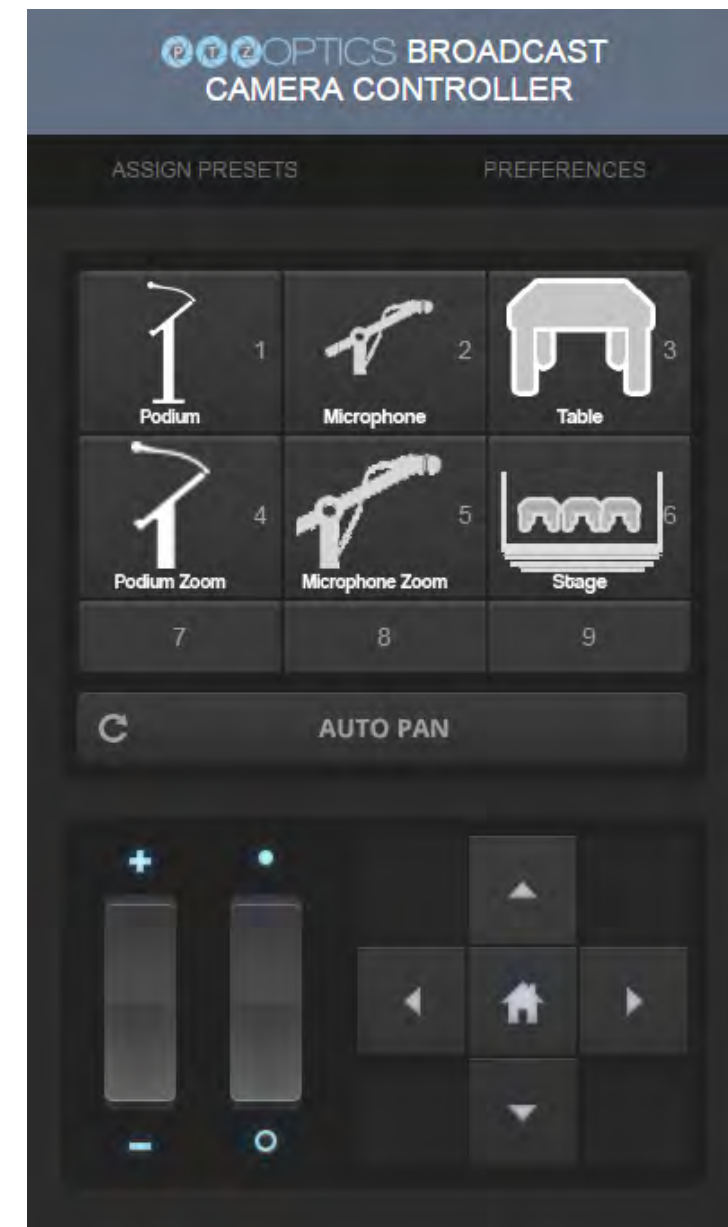 PTZOPTICS BROADCAST
CAMERA CONTROLLER
ASSIGN PRESETS PREFERENCES
1 2 3
Podium Microphone Table
4 5 6
Podium Zoom Microphone Zoom Stage
7 8 9
AUTO PAN